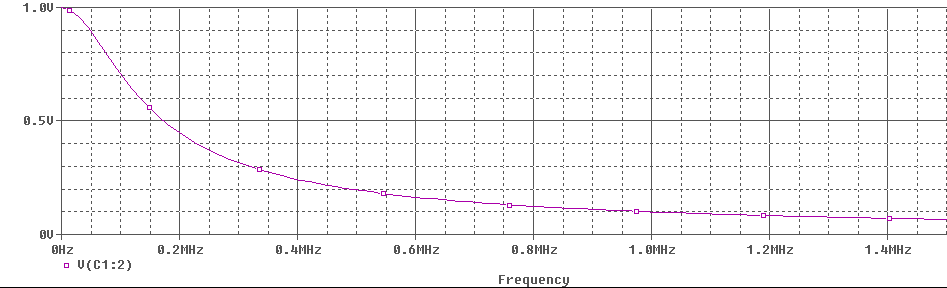 1.0V
0.5V
0V
0Hz 0.2MHz 0.4MHz 0.6MHz 0.8MHz 1.0MHz 1.2MHz 1.4MHz
V(C1:2)
Frequency